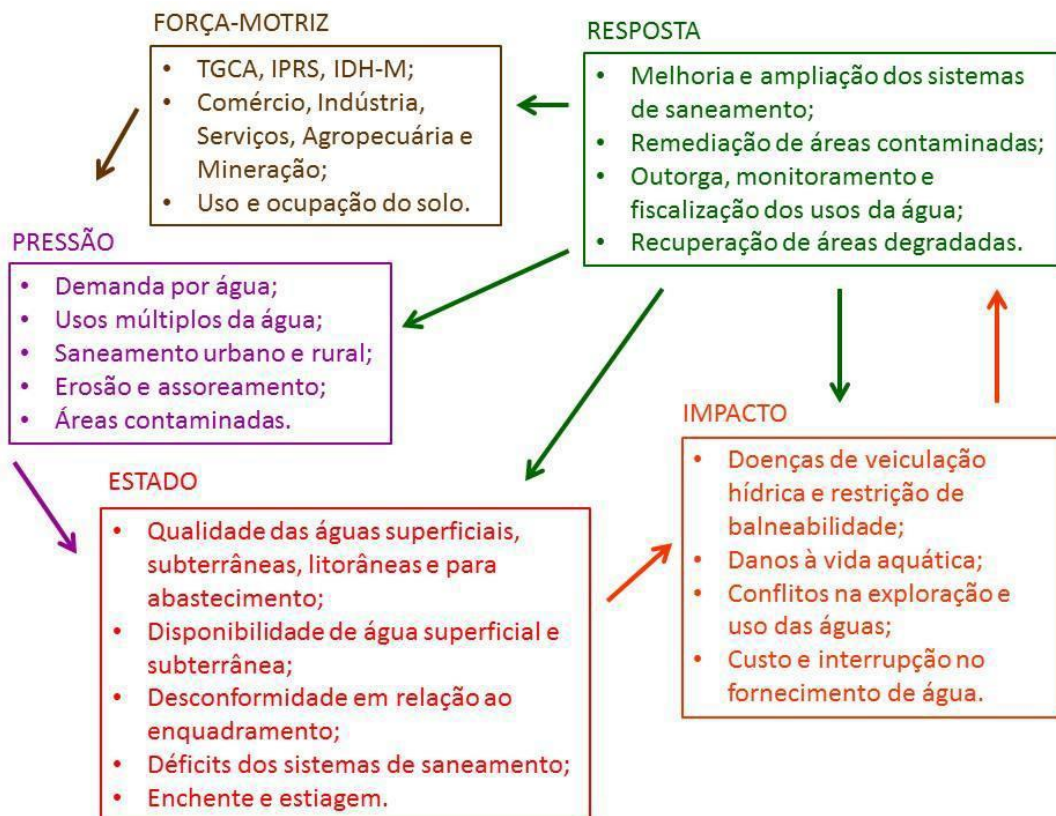 FORÇA-MOTRIZ
• TGCA, IPRS, IDH-M;
• Comércio, Indústria,
Serviços, Agropecuária e
Mineração;
• Uso e ocupação do solo.
RESPOSTA
• Melhoria e ampliação dos sistemas
de saneamento;
• Remediação de áreas contaminadas;
• Outorga, monitoramento e
fiscalização dos usos da água;
• Recuperação de áreas degradadas.
PRESSÃO
• Demanda por água;
• Usos múltiplos da água;
• Saneamento urbano e rural;
• Erosão e assoreamento;
• Áreas contaminadas.
ESTADO
• Qualidade das águas superficiais,
subterrâneas, litorâneas e para
abastecimento;
• Disponibilidade de água superficial e
subterrânea;
• Desconformidade em relação ao
enquadramento;
• Déficits dos sistemas de saneamento;
• Enchente e estiagem.
IMPACTO
• Doenças de veiculação
hídrica e restrição de
balneabilidade;
• Danos à vida aquática;
• Conflitos na exploração e
uso das águas;
• Custo e interrupção no
fornecimento de água.